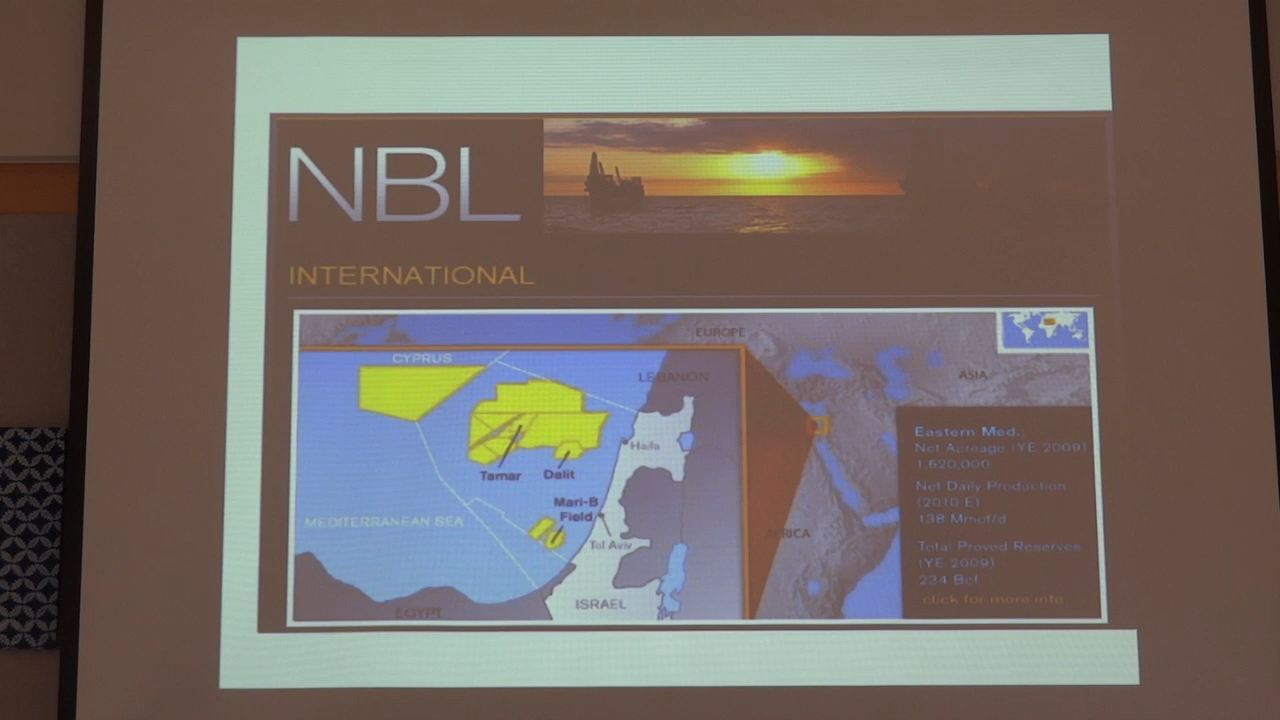 NBL
INTERNATIONAL
EUROPE
CYPRUS
LEBANON
ASIA
Haifa
Tamar
Dalit
Mari-B
Field
MEDITERRANEAN SEA
Tel Aviv
AFRICA
ISRAEL
EGYPT
Eastern Med.:
Net Acreage (YE 2009)
1,620,000
Net Daily Production
(2010 E)
138 Mmcf/d
Total Proved Reserves
(YE 2009)
234 Bcf
click for more info